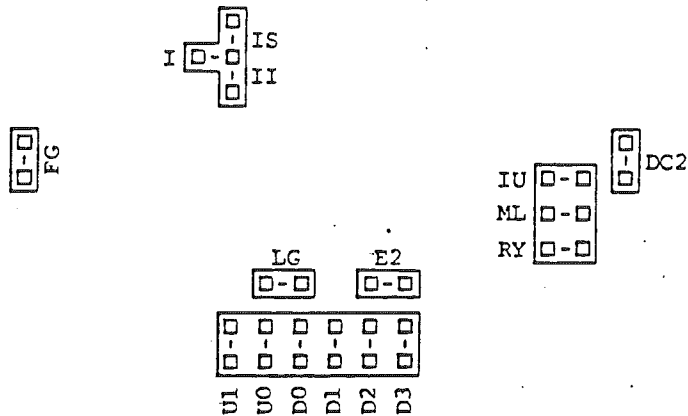 IS
I
II
FG
DC2
IU
ML
RY
LG E2
U1 U0 D0 D1 D2 D3